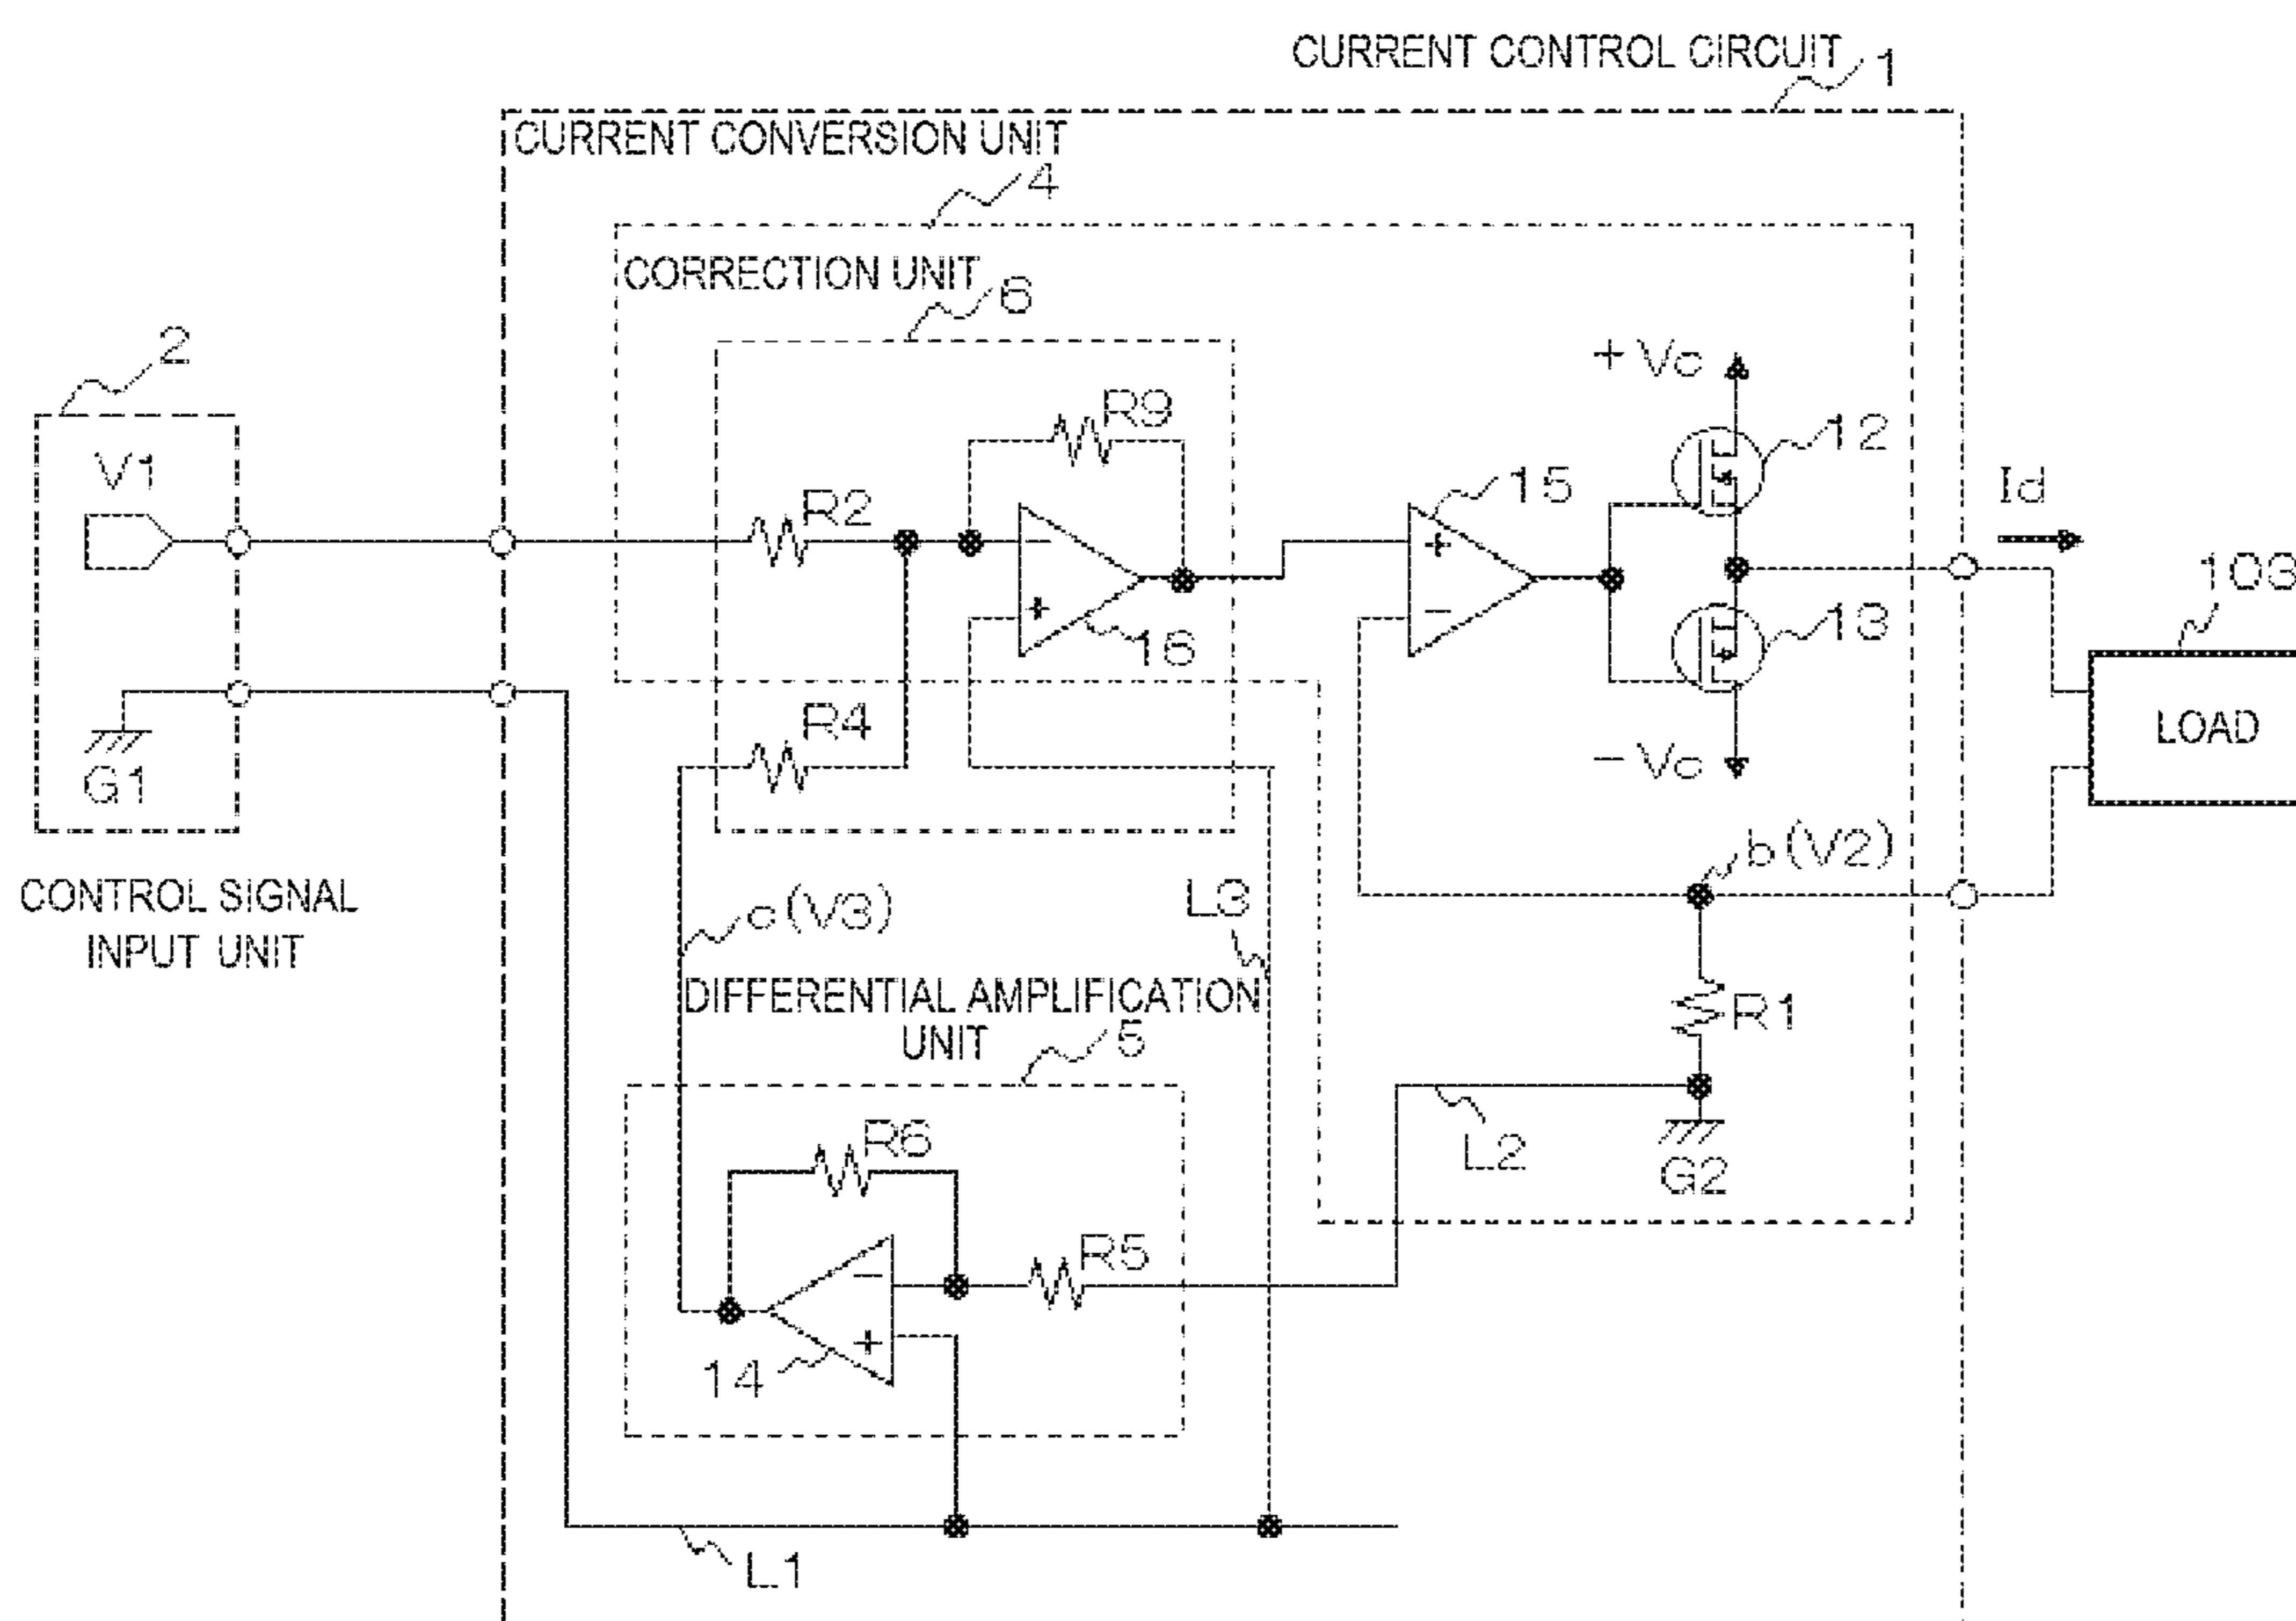 CURRENT CONTROL CIRCUIT
1
CURRENT CONVERSION UNIT
4
CORRECTION UNIT
6
2
+Vc
R9
12
V1
R2
15
Id
103
+
-
-
+
16
13
R4
LOAD
G1
-Vc
b(V2)
CONTROL SIGNAL
INPUT UNIT
c(V3)
L3
DIFFERENTIAL AMPLIFICATION
UNIT
5
R1
R6
L2
G2
R5
-
+
14
L1